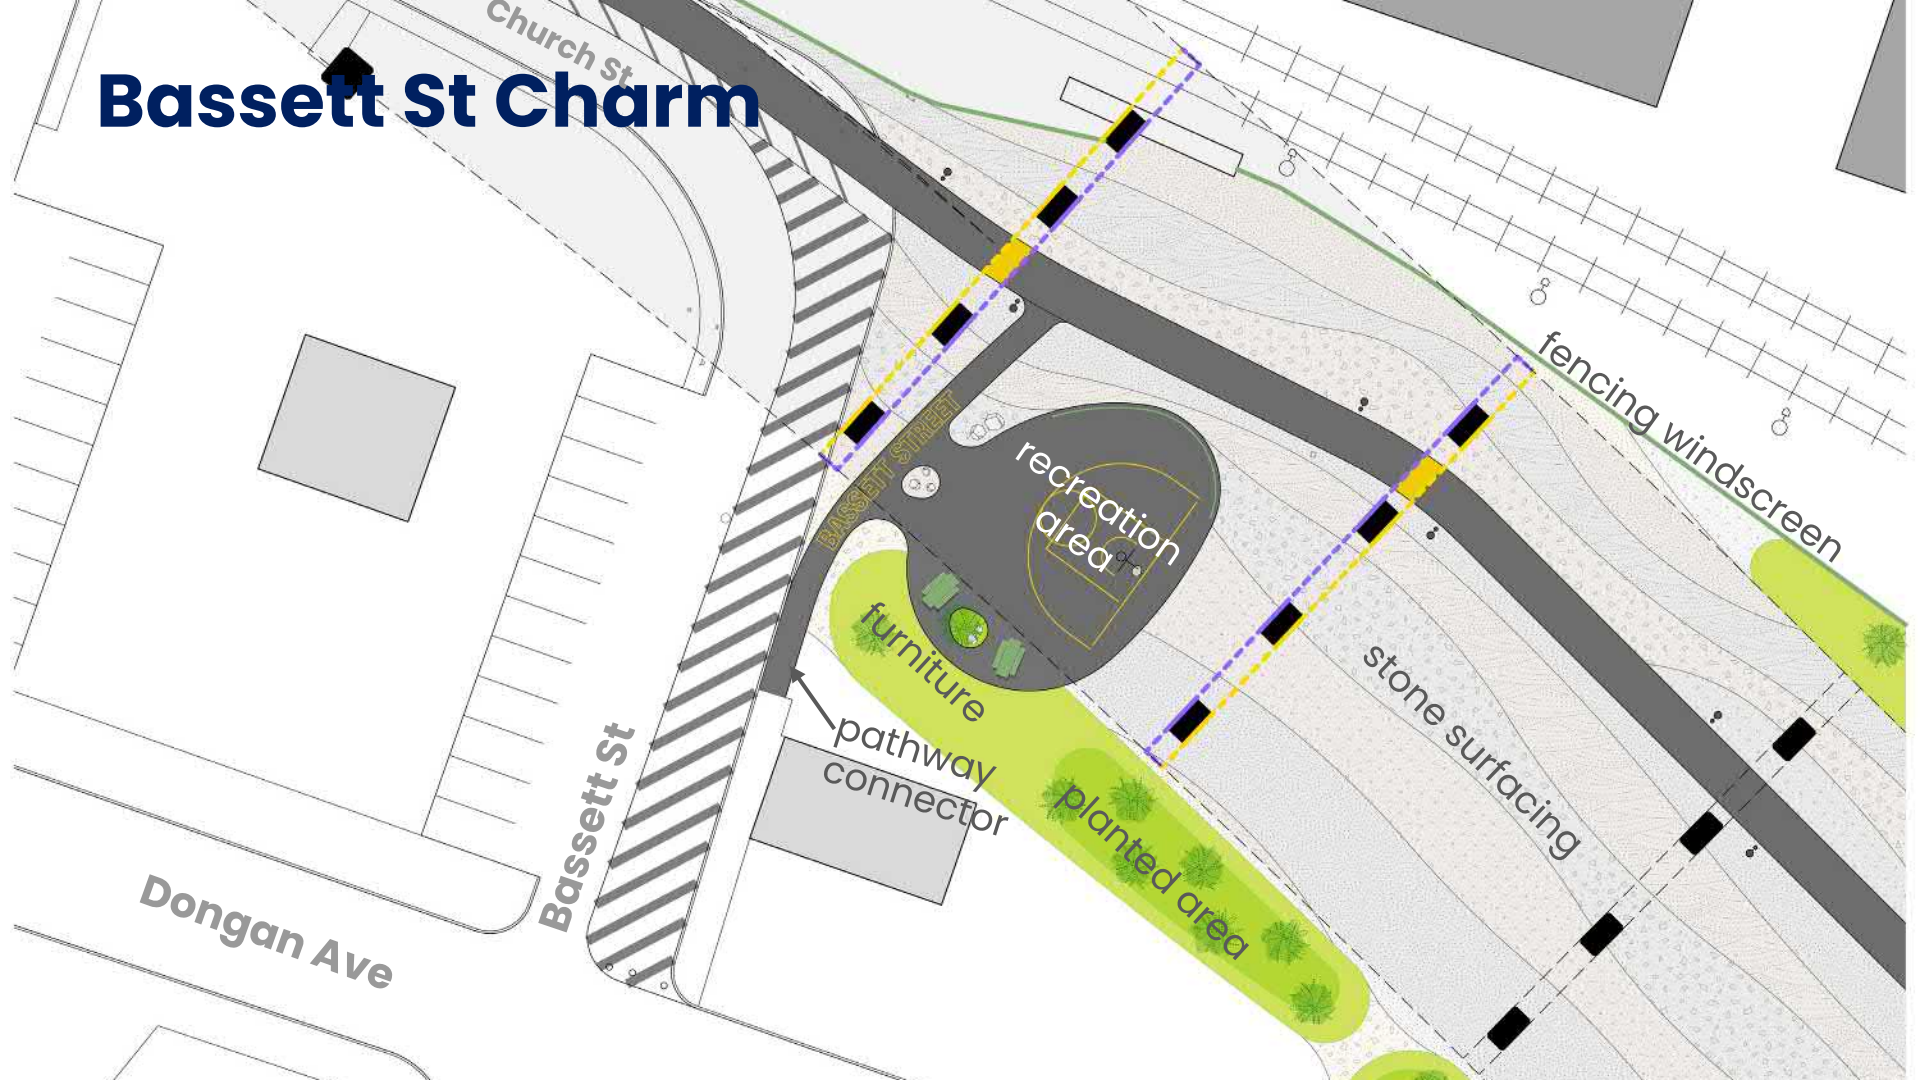 Church St
Bassett St Charm
fencing windscreen
BASSETT STREET
recreation
area
furniture
stone surfacing
pathway
connector
planted area
Bassett St
Dongan Ave